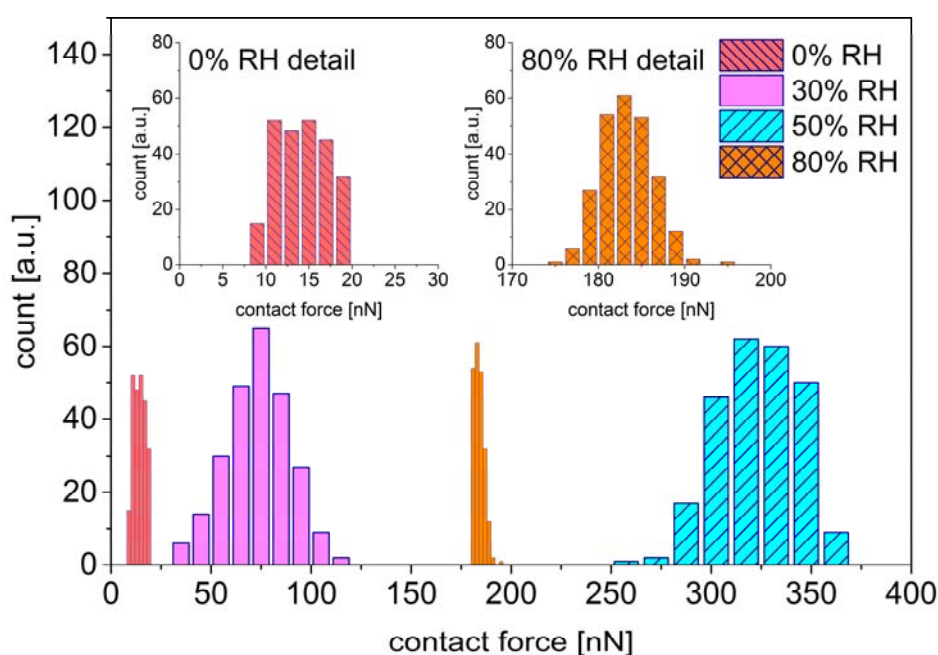 140
120
100
80
60
40
20
0
count [a.u.]
0 50 100 150 200 250 300 350 400
contact force [nN]
0% RH detail
80
60
40
20
0
count [a.u.]
0 5 10 15 20 25 30
contact force [nN]
80% RH detail
80
60
40
20
0
count [a.u.]
170 180 190 200
contact force [nN]
0% RH
30% RH
50% RH
80% RH